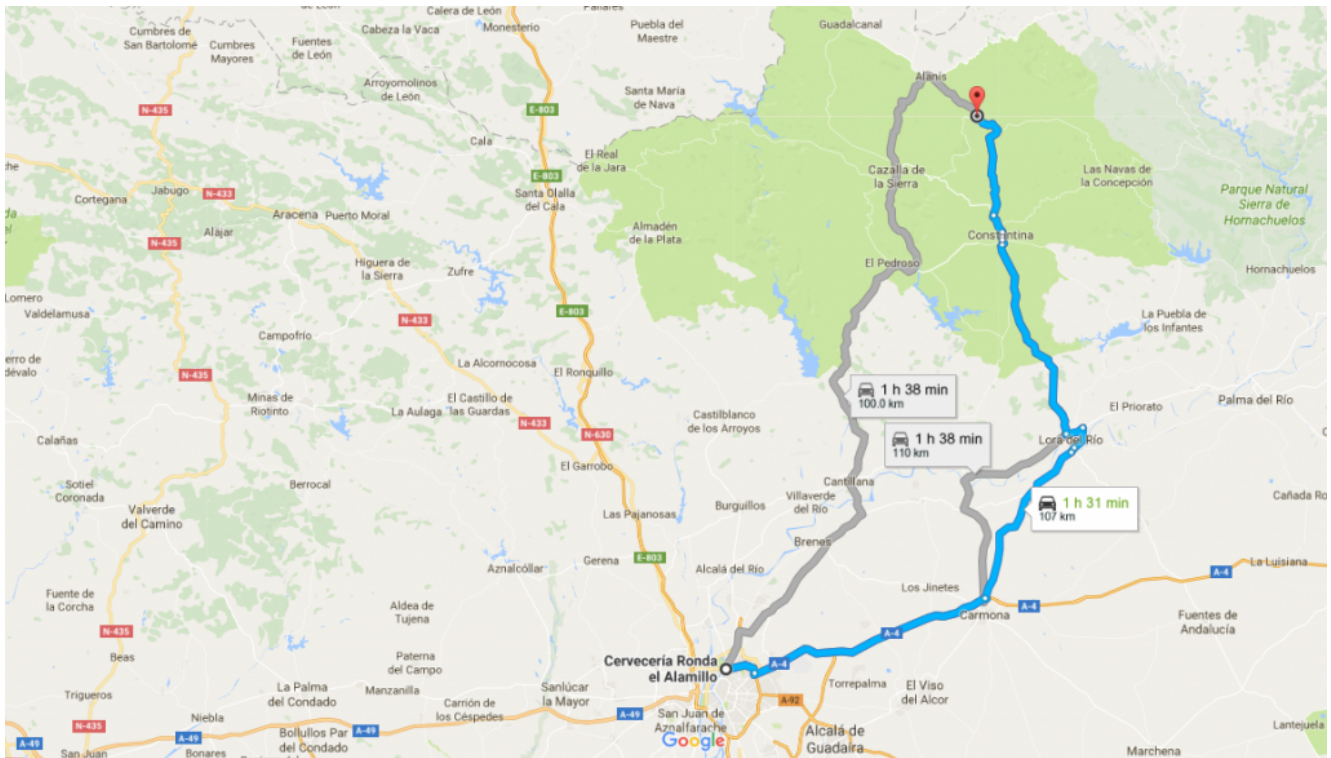 de León
Calera de León
Pallares
Cumbres de
San Bartolomé
Cumbres
Mayores
Fuentes
de León
Cabeza la Vaca
Monesterio
Puebla del
Maestre
Guadalcanal
Arroyomolinos
de León
Santa María
de Nava
Alanís
N-435
E-803
Cala
El Real
de la Jara
Cazalla de
la Sierra
Las Navas de
la Concepción
Parque Natural
Sierra de
Hornachuelos
Jabugo
N-433
Cortegana
Aracena
Puerto Moral
E-803
Santa Olalla
del Cala
Alájar
N-435
Almadén
de la Plata
Constantina
Higuera de
la Sierra
Zufre
El Pedroso
Hornachuelos
Lomero
Valdelamusa
Campofrío
N-433
E-803
La Puebla de
los Infantes
erro de
dévalo
N-435
La Alcornocosa
El Ronquillo
Minas de
Riotinto
La Aulaga
El Castillo de
las Guardas
N-433
1 h 38 min
100.0 km
Castilblanco
de los Arroyos
El Priorato
Palma del Río
Calañas
N-630
1 h 38 min
110 km
Lora del Río
El Garrobo
Sotiel
Coronada
Berrocal
Cantillana
Villaverde
del Río
Burguillos
1 h 31 min
107 km
Cañada Ro
Valverde
del Camino
Las Pajanosas
Brenes
Aznalcóllar
Gerena
E-803
Alcalá del Río
Los Jinetes
A-4
La Luisiana
Fuente de
la Corcha
Aldea de
Tujena
A-4
Carmona
Fuentes de
Andalucía
N-435
A-4
Beas
Paterna
del Campo
Cervecería Ronda
el Alamillo
A-4
Trigueros
La Palma
del Condado
Manzanilla
Sanlúcar
la Mayor
Torrepalma
El Viso
del Alcor
A-92
Carrión de
los Céspedes
A-49
San Juan de
Aznalfarache
Google
Niebla
N-435
A-49
A-49
Bollullos Par
del Condado
Alcalá de
Guadaira
Lantejuela
San Juan
Bonares
Marchena